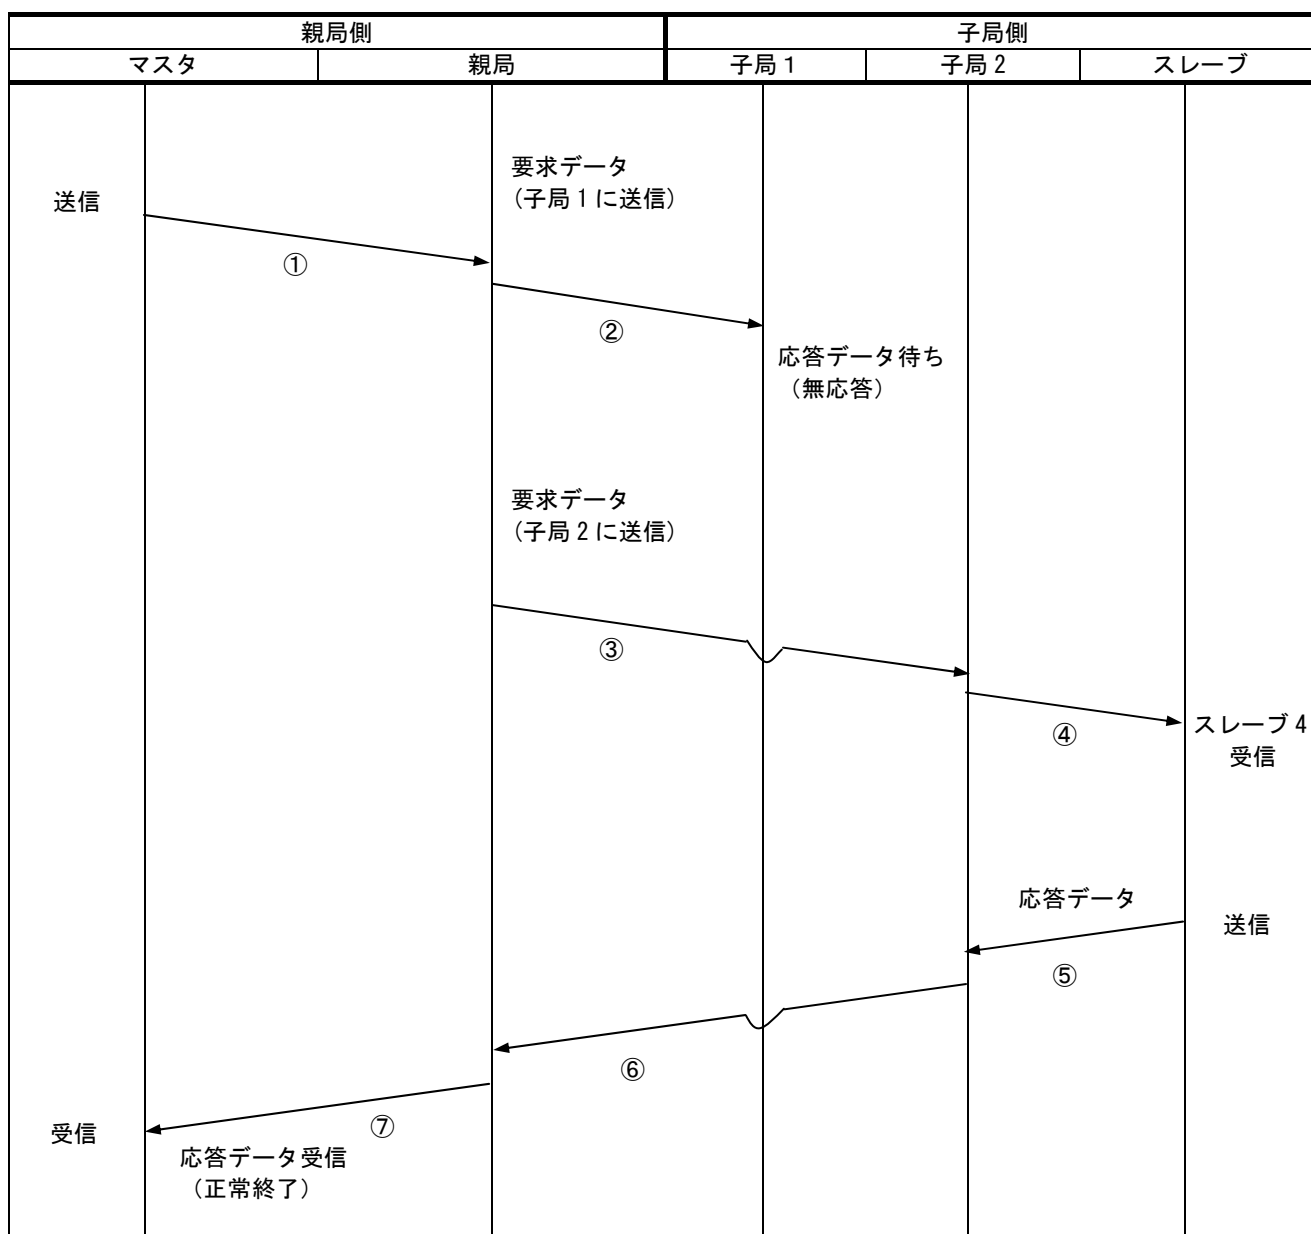 親局側
子局側
マスタ
親局
子局 1
子局 2
スレーブ
要求データ
(子局 1 に送信)
送信
①
②
応答データ待ち
(無応答)
要求データ
(子局 2 に送信)
③
④
スレーブ 4
受信
応答データ
送信
⑤
⑥
⑦
受信
応答データ受信
(正常終了)